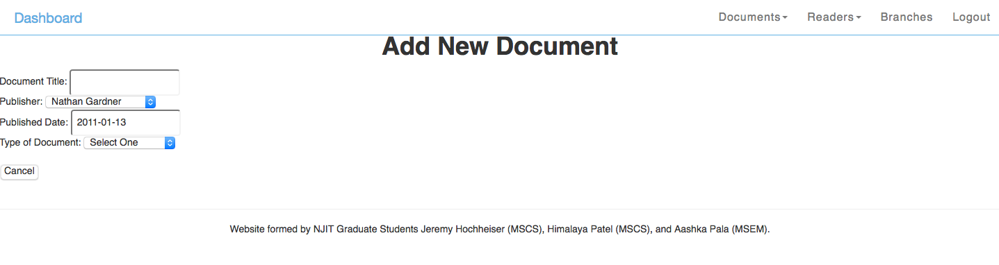 Dashboard Documents Readers Branches Logout
Add New Document
Document Title:
Publisher: Nathan Gardner
Published Date: 2011-01-13
Type of Document: Select One
Cancel
Website formed by NJIT Graduate Students Jeremy Hochheiser (MSCS), Himalaya Patel (MSCS), and Aashka Pala (MSEM).